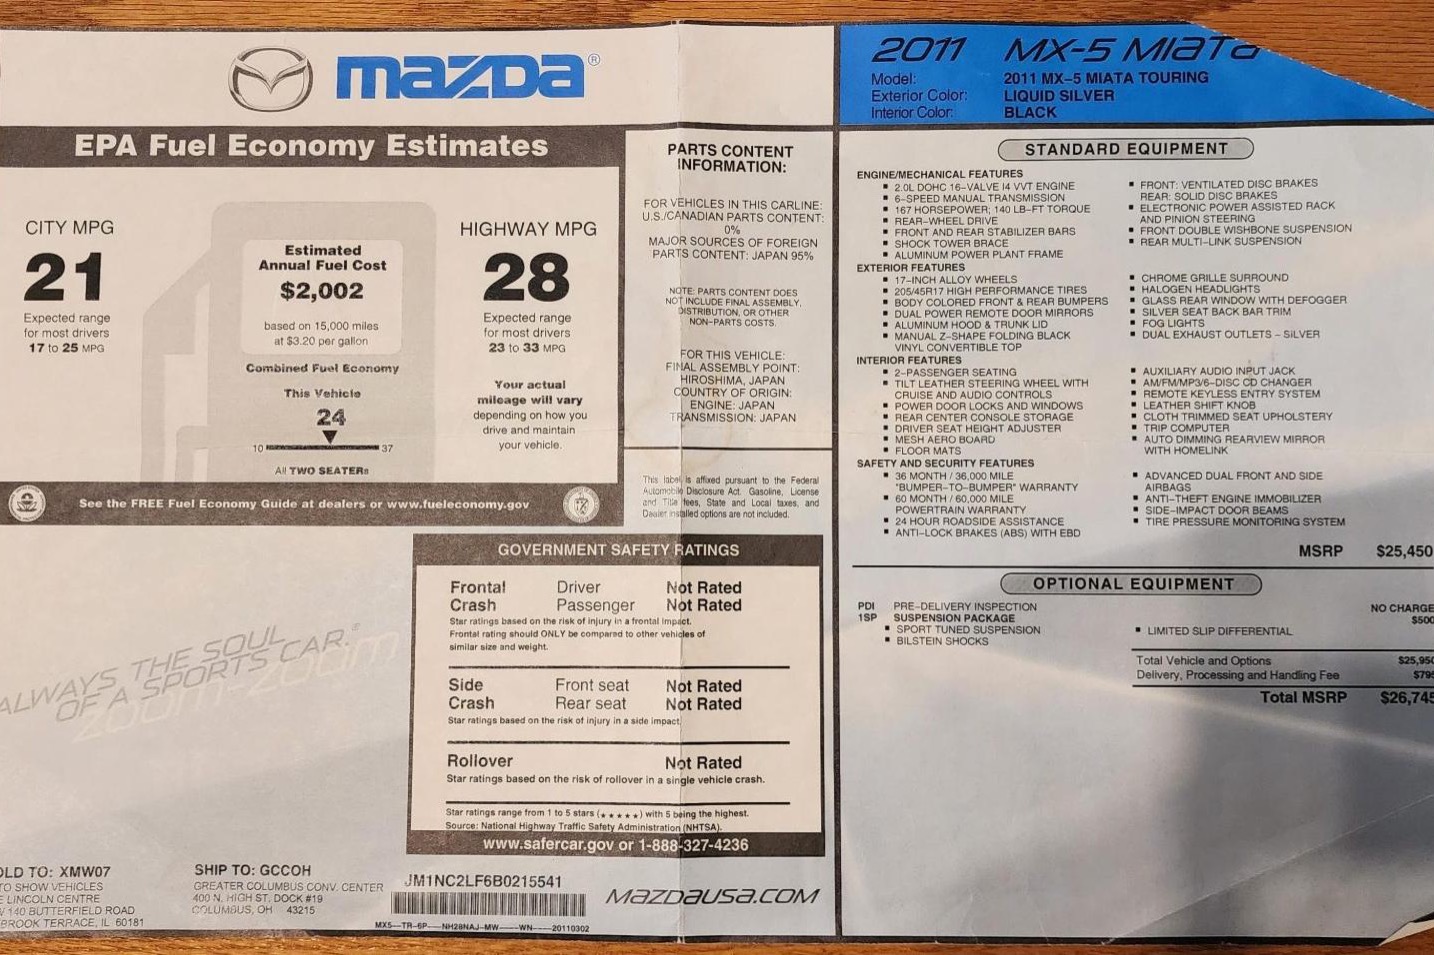 mazda®
EPA Fuel Economy Estimates
CITY MPG
21
Expected range
for most drivers
17 to 25 MPG
Estimated
Annual Fuel Cost
$2,002
based on 15,000 miles
at $3.20 per gallon
Combined Fuel Economy
This Vehicle
24
10 37
All TWO SEATERs
HIGHWAY MPG
28
Expected range
for most drivers
23 to 33 MPG
Your actual
mileage will vary
depending on how you
drive and maintain
your vehicle.
See the FREE Fuel Economy Guide at dealers or www.fueleconomy.gov
PARTS CONTENT
INFORMATION:
FOR VEHICLES IN THIS CARLINE:
U.S./CANADIAN PARTS CONTENT:
0%
MAJOR SOURCES OF FOREIGN
PARTS CONTENT: JAPAN 95%
NOTE: PARTS CONTENT DOES
NOT INCLUDE FINAL ASSEMBLY,
DISTRIBUTION, OR OTHER
NON-PARTS COSTS.
FOR THIS VEHICLE:
FINAL ASSEMBLY POINT:
HIROSHIMA, JAPAN
COUNTRY OF ORIGIN:
ENGINE: JAPAN
TRANSMISSION: JAPAN
This label is affixed pursuant to the Federal
Automobile Disclosure Act. Gasoline, License
and Title fees, State and Local taxes, and
Dealer installed options are not included.
GOVERNMENT SAFETY RATINGS
Frontal Driver Not Rated
Crash Passenger Not Rated
Star ratings based on the risk of injury in a frontal impact.
Frontal rating should ONLY be compared to other vehicles of
similar size and weight.
Side Front seat Not Rated
Crash Rear seat Not Rated
Star ratings based on the risk of injury in a side impact.
Rollover Not Rated
Star ratings based on the risk of rollover in a single vehicle crash.
Star ratings range from 1 to 5 stars (★★★★★) with 5 being the highest.
Source: National Highway Traffic Safety Administration (NHTSA).
www.safercar.gov or 1-888-327-4236
ALWAYS THE SOUL
OF A SPORTS CAR.®
zoom-zoom
OLD TO: XMW07
TO SHOW VEHICLES
E LINCOLN CENTRE
W 140 BUTTERFIELD ROAD
BROOK TERRACE, IL 60181
SHIP TO: GCCOH
GREATER COLUMBUS CONV. CENTER
400 N. HIGH ST, DOCK #19
COLUMBUS, OH 43215
JM1NC2LF6B0215541
MX5---TR-6P----NH28NAJ-MW-----WN----20110302
MazDaUSa.COM
2011 MX-5 MIaTa
Model: 2011 MX-5 MIATA TOURING
Exterior Color: LIQUID SILVER
Interior Color: BLACK
STANDARD EQUIPMENT
ENGINE/MECHANICAL FEATURES
▪ 2.0L DOHC 16-VALVE I4 VVT ENGINE
▪ 6-SPEED MANUAL TRANSMISSION
▪ 167 HORSEPOWER; 140 LB-FT TORQUE
▪ REAR-WHEEL DRIVE
▪ FRONT AND REAR STABILIZER BARS
▪ SHOCK TOWER BRACE
▪ ALUMINUM POWER PLANT FRAME
▪ FRONT: VENTILATED DISC BRAKES
REAR: SOLID DISC BRAKES
▪ ELECTRONIC POWER ASSISTED RACK
AND PINION STEERING
▪ FRONT DOUBLE WISHBONE SUSPENSION
▪ REAR MULTI-LINK SUSPENSION
EXTERIOR FEATURES
▪ 17-INCH ALLOY WHEELS
▪ 205/45R17 HIGH PERFORMANCE TIRES
▪ BODY COLORED FRONT & REAR BUMPERS
▪ DUAL POWER REMOTE DOOR MIRRORS
▪ ALUMINUM HOOD & TRUNK LID
▪ MANUAL Z-SHAPE FOLDING BLACK
VINYL CONVERTIBLE TOP
▪ CHROME GRILLE SURROUND
▪ HALOGEN HEADLIGHTS
▪ GLASS REAR WINDOW WITH DEFOGGER
▪ SILVER SEAT BACK BAR TRIM
▪ FOG LIGHTS
▪ DUAL EXHAUST OUTLETS - SILVER
INTERIOR FEATURES
▪ 2-PASSENGER SEATING
▪ TILT LEATHER STEERING WHEEL WITH
CRUISE AND AUDIO CONTROLS
▪ POWER DOOR LOCKS AND WINDOWS
▪ REAR CENTER CONSOLE STORAGE
▪ DRIVER SEAT HEIGHT ADJUSTER
▪ MESH AERO BOARD
▪ FLOOR MATS
▪ AUXILIARY AUDIO INPUT JACK
▪ AM/FM/MP3/6-DISC CD CHANGER
▪ REMOTE KEYLESS ENTRY SYSTEM
▪ LEATHER SHIFT KNOB
▪ CLOTH TRIMMED SEAT UPHOLSTERY
▪ TRIP COMPUTER
▪ AUTO DIMMING REARVIEW MIRROR
WITH HOMELINK
SAFETY AND SECURITY FEATURES
▪ 36 MONTH / 36,000 MILE
"BUMPER-TO-BUMPER" WARRANTY
▪ 60 MONTH / 60,000 MILE
POWERTRAIN WARRANTY
▪ 24 HOUR ROADSIDE ASSISTANCE
▪ ANTI-LOCK BRAKES (ABS) WITH EBD
▪ ADVANCED DUAL FRONT AND SIDE
AIRBAGS
▪ ANTI-THEFT ENGINE IMMOBILIZER
▪ SIDE-IMPACT DOOR BEAMS
▪ TIRE PRESSURE MONITORING SYSTEM
MSRP $25,450
OPTIONAL EQUIPMENT
PDI PRE-DELIVERY INSPECTION NO CHARGE
1SP SUSPENSION PACKAGE $500
▪ SPORT TUNED SUSPENSION
▪ BILSTEIN SHOCKS
▪ LIMITED SLIP DIFFERENTIAL
Total Vehicle and Options $25,950
Delivery, Processing and Handling Fee $795
Total MSRP $26,745